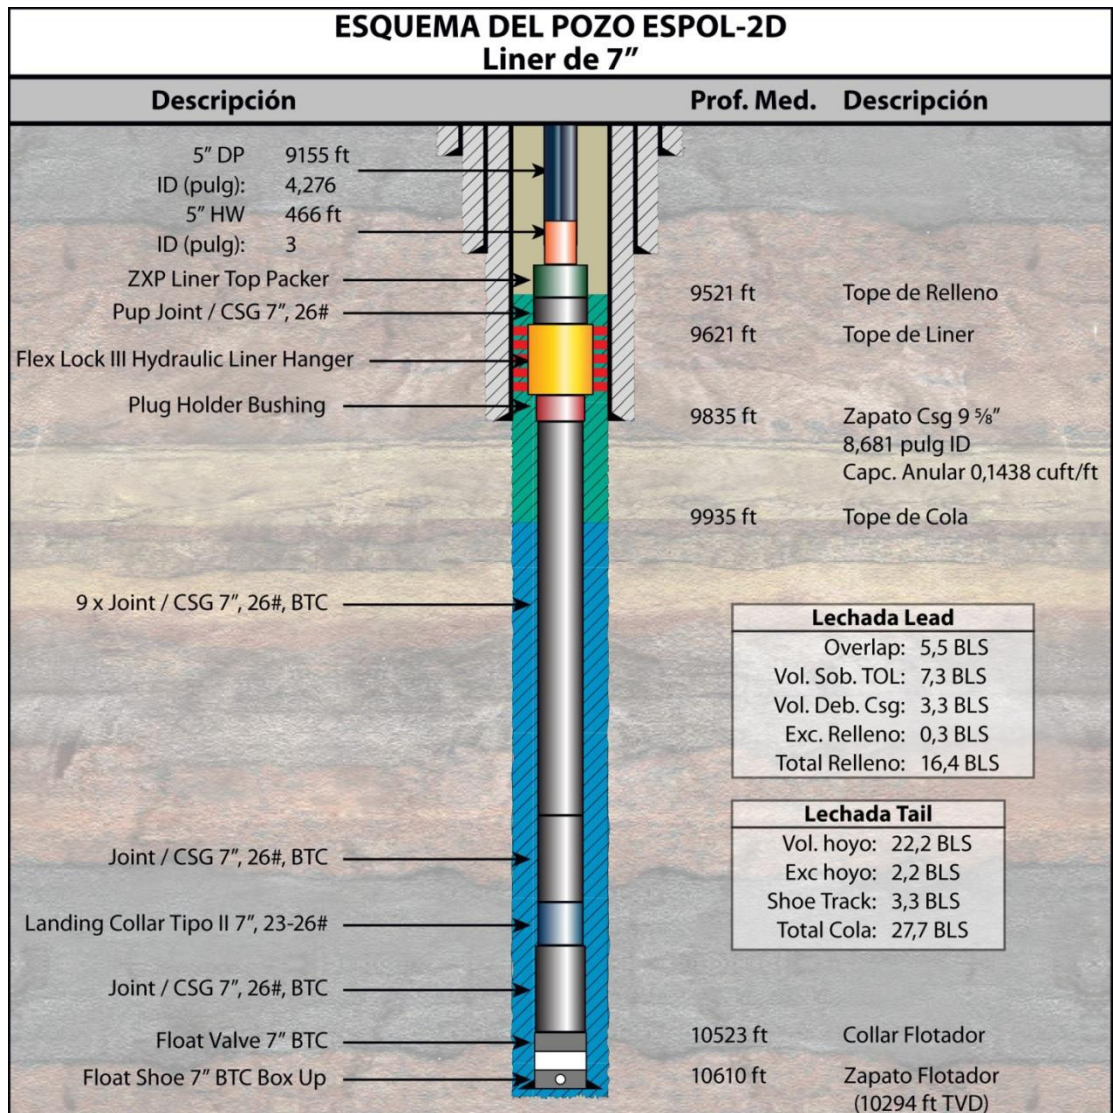 ESQUEMA DEL POZO ESPOL-2D
Liner de 7”
Descripción Prof. Med. Descripción
5” DP 9155 ft
ID (pulg): 4,276
5” HW 466 ft
ID (pulg): 3
ZXP Liner Top Packer
Pup Joint / CSG 7”, 26#
Flex Lock III Hydraulic Liner Hanger
Plug Holder Bushing
9 x Joint / CSG 7”, 26#, BTC
Joint / CSG 7”, 26#, BTC
Landing Collar Tipo II 7”, 23-26#
Joint / CSG 7”, 26#, BTC
Float Valve 7” BTC
Float Shoe 7” BTC Box Up
9521 ft Tope de Relleno
9621 ft Tope de Liner
9835 ft Zapato Csg 9 ⅝”
8,681 pulg ID
Capc. Anular 0,1438 cuft/ft
9935 ft Tope de Cola
Lechada Lead
Overlap: 5,5 BLS
Vol. Sob. TOL: 7,3 BLS
Vol. Deb. Csg: 3,3 BLS
Exc. Relleno: 0,3 BLS
Total Relleno: 16,4 BLS
Lechada Tail
Vol. hoyo: 22,2 BLS
Exc hoyo: 2,2 BLS
Shoe Track: 3,3 BLS
Total Cola: 27,7 BLS
10523 ft Collar Flotador
10610 ft Zapato Flotador
(10294 ft TVD)